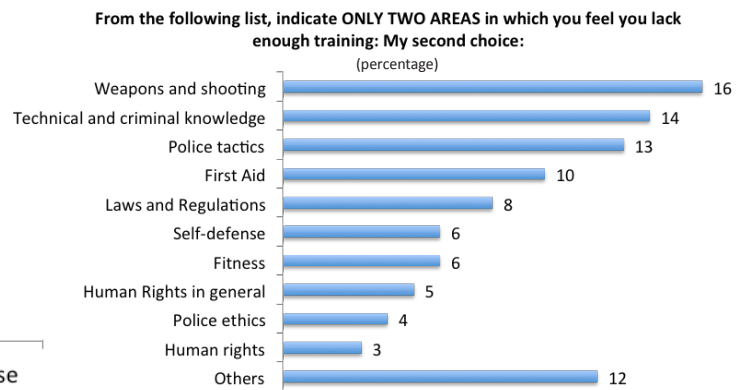 From the following list, indicate ONLY TWO AREAS in which you feel you lack
enough training: My second choice:
(percentage)
Weapons and shooting 16
Technical and criminal knowledge 14
Police tactics 13
First Aid 10
Laws and Regulations 8
Self-defense 6
Fitness 6
Human Rights in general 5
Police ethics 4
Human rights 3
Others 12
se